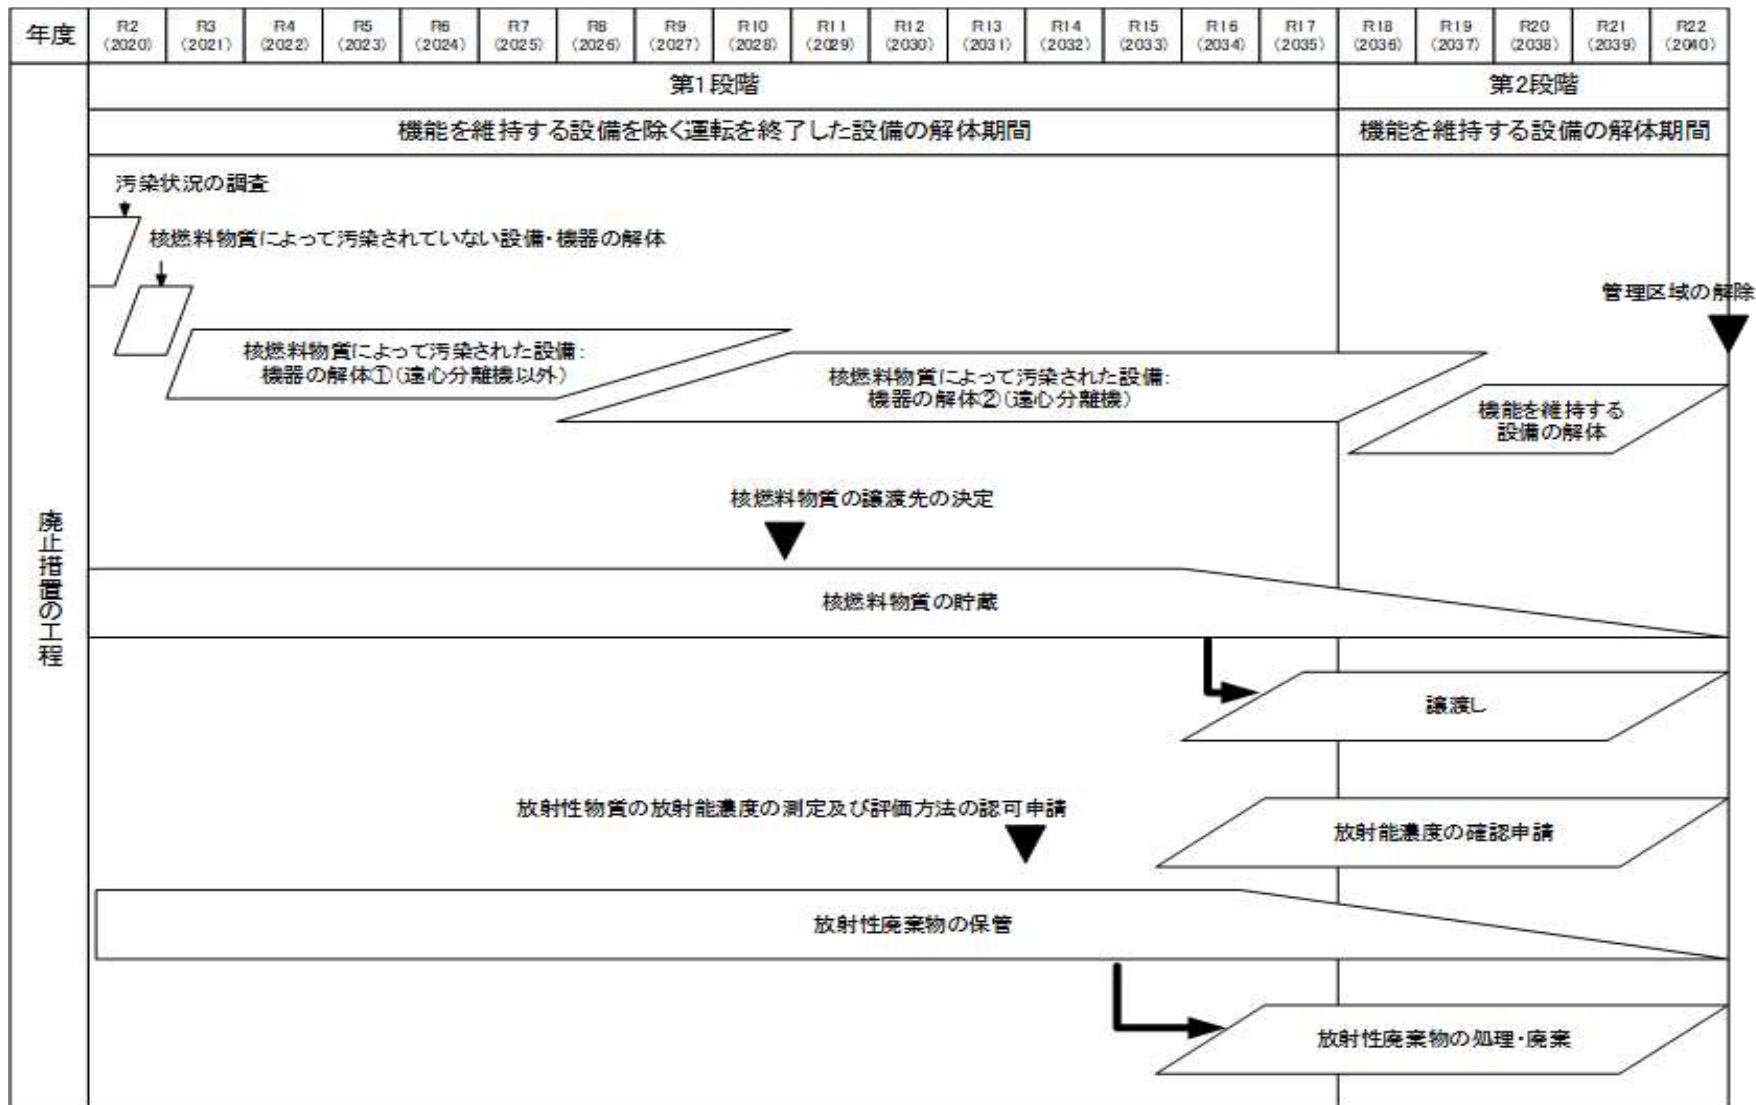 年度
R2 R3 R4 R5 R6 R7 R8 R9 R10 R11 R12 R13 R14 R15 R16 R17 R18 R19 R20 R21 R22
(2020) (2021) (2022) (2023) (2024) (2025) (2026) (2027) (2028) (2029) (2030) (2031) (2032) (2033) (2034) (2035) (2036) (2037) (2038) (2039) (2040)
第1段階
第2段階
機能を維持する設備を除く運転を終了した設備の解体期間
機能を維持する設備の解体期間
廃止措置の工程
汚染状況の調査
核燃料物質によって汚染されていない設備・機器の解体
管理区域の解除
核燃料物質によって汚染された設備:
機器の解体①(遠心分離機以外)
核燃料物質によって汚染された設備:
機器の解体②(遠心分離機)
機能を維持する
設備の解体
核燃料物質の譲渡先の決定
核燃料物質の貯蔵
譲渡し
放射性物質の放射能濃度の測定及び評価方法の認可申請
放射能濃度の確認申請
放射性廃棄物の保管
放射性廃棄物の処理・廃棄